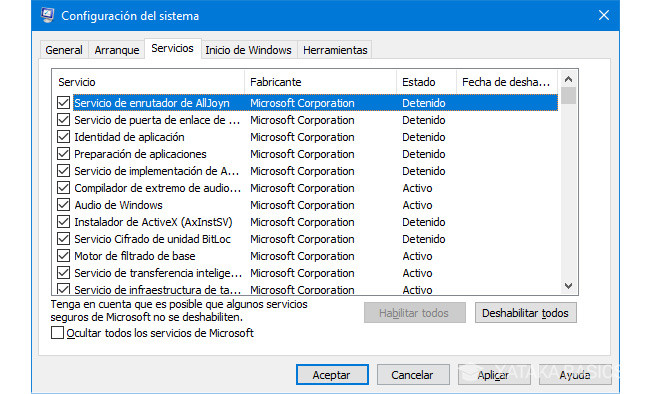 Configuración del sistema
General Arranque Servicios Inicio de Windows Herramientas
Servicio Fabricante Estado Fecha de desha...
Servicio de enrutador de AllJoyn Microsoft Corporation Detenido
Servicio de puerta de enlace de ... Microsoft Corporation Detenido
Identidad de aplicación Microsoft Corporation Detenido
Preparación de aplicaciones Microsoft Corporation Detenido
Servicio de implementación de A... Microsoft Corporation Detenido
Compilador de extremo de audio... Microsoft Corporation Activo
Audio de Windows Microsoft Corporation Activo
Instalador de ActiveX (AxInstSV) Microsoft Corporation Detenido
Servicio Cifrado de unidad BitLoc Microsoft Corporation Detenido
Motor de filtrado de base Microsoft Corporation Activo
Servicio de transferencia intelige... Microsoft Corporation Activo
Servicio de infraestructura de ta... Microsoft Corporation Activo
Tenga en cuenta que es posible que algunos servicios
seguros de Microsoft no se deshabiliten.
Habilitar todos Deshabilitar todos
Ocultar todos los servicios de Microsoft
Aceptar Cancelar Aplicar Ayuda
XATAKA BASICS